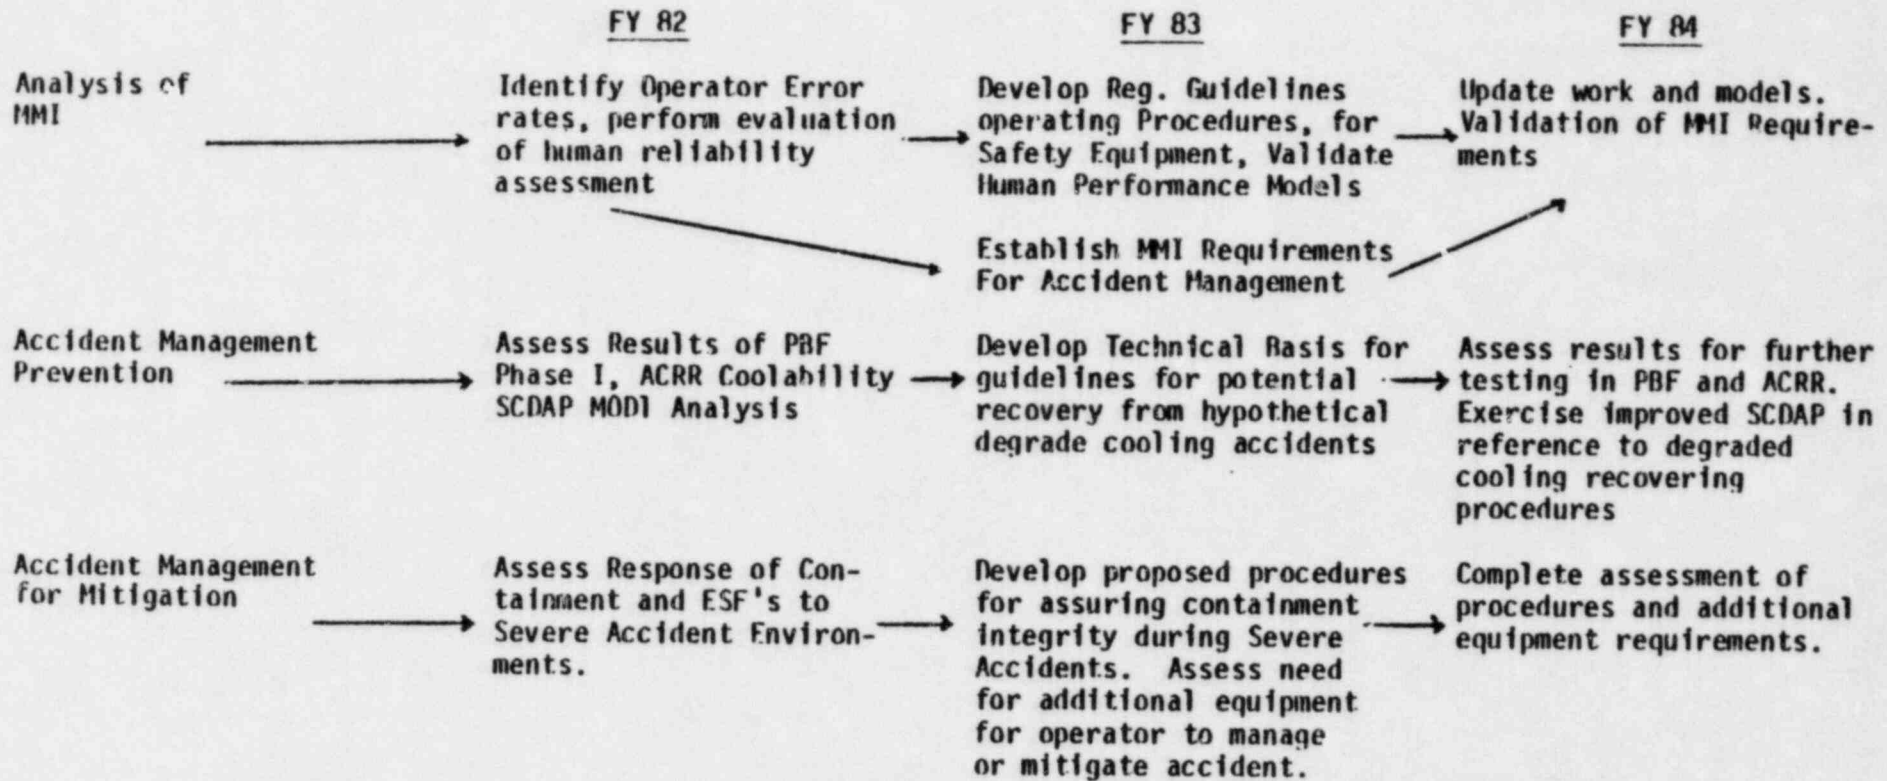 FY 82
FY 83
FY 84
Analysis of
MMI
Identify Operator Error
rates, perform evaluation
of human reliability
assessment
Develop Reg. Guidelines
operating Procedures, for
Safety Equipment, Validate
Human Performance Models
Update work and models.
Validation of MMI Require-
ments
Establish MMI Requirements
For Accident Management
Accident Management
Prevention
Assess Results of PBF
Phase I, ACRR Coolability
SCDAP MOD1 Analysis
Develop Technical Basis for
guidelines for potential
recovery from hypothetical
degrade cooling accidents
Assess results for further
testing in PBF and ACRR.
Exercise improved SCDAP in
reference to degraded
cooling recovering
procedures
Accident Management
for Mitigation
Assess Response of Con-
tainment and ESF's to
Severe Accident Environ-
ments.
Develop proposed procedures
for assuring containment
integrity during Severe
Accidents. Assess need
for additional equipment
for operator to manage
or mitigate accident.
Complete assessment of
procedures and additional
equipment requirements.